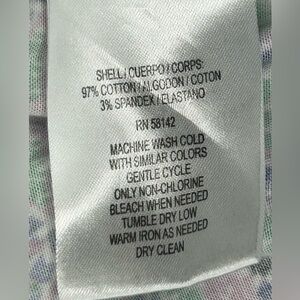 SHELL / CUERPO / CORPS:
97% COTTON / ALGODON / COTON
3% SPANDEX / ELASTANO
RN 58142
MACHINE WASH COLD
WITH SIMILAR COLORS
GENTLE CYCLE
ONLY NON-CHLORINE
BLEACH WHEN NEEDED
TUMBLE DRY LOW
WARM IRON AS NEEDED
DRY CLEAN